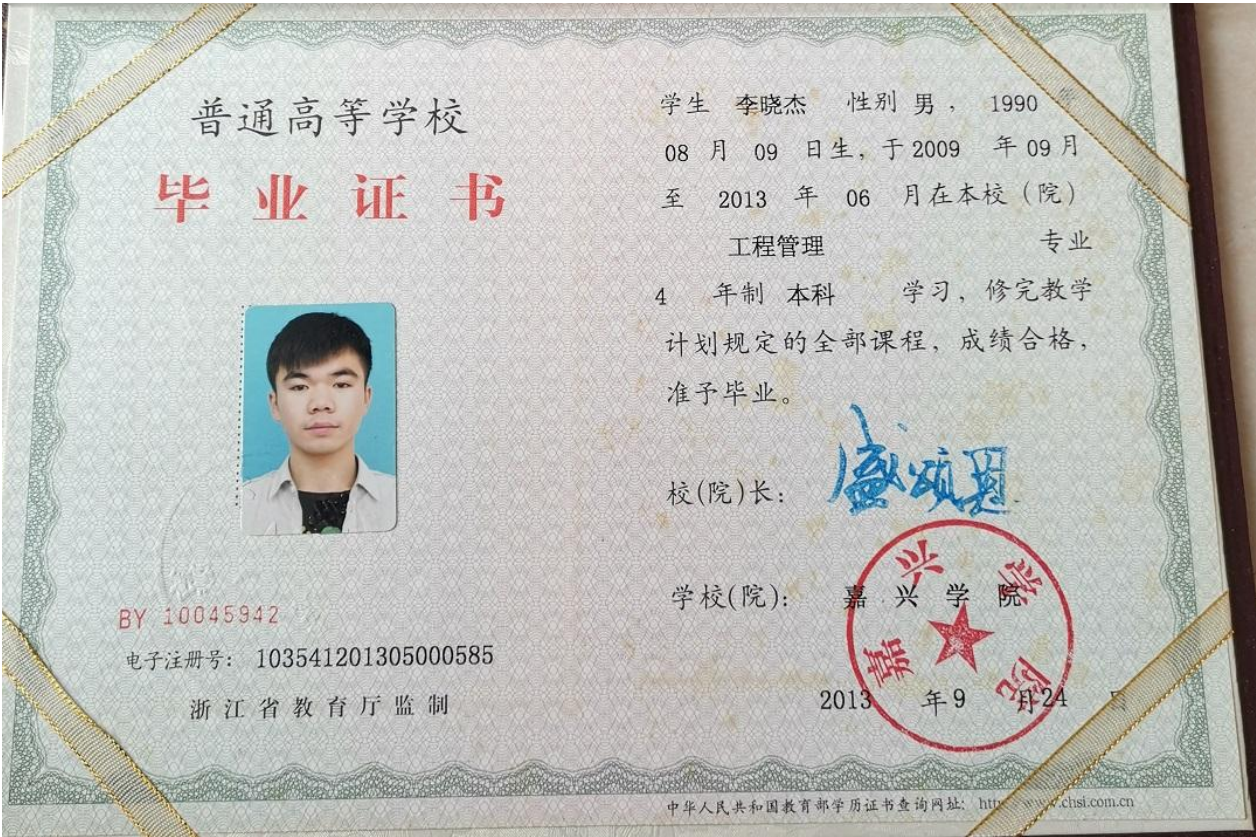 普通高等学校
毕业证书
BY 10045942
电子注册号: 103541201305000585
浙江省教育厅监制
学生 李晓杰 性别 男, 1990 年
08 月 09 日生, 于 2009 年 09 月
至 2013 年 06 月在本校（院）
工程管理 专业
4 年制 本科 学习, 修完教学
计划规定的全部课程, 成绩合格,
准予毕业。
校(院)长:
学校(院): 嘉兴学院
嘉兴学院
2013 年 9 月 24 日
中华人民共和国教育部学历证书查询网址: http www.chsi.com.cn